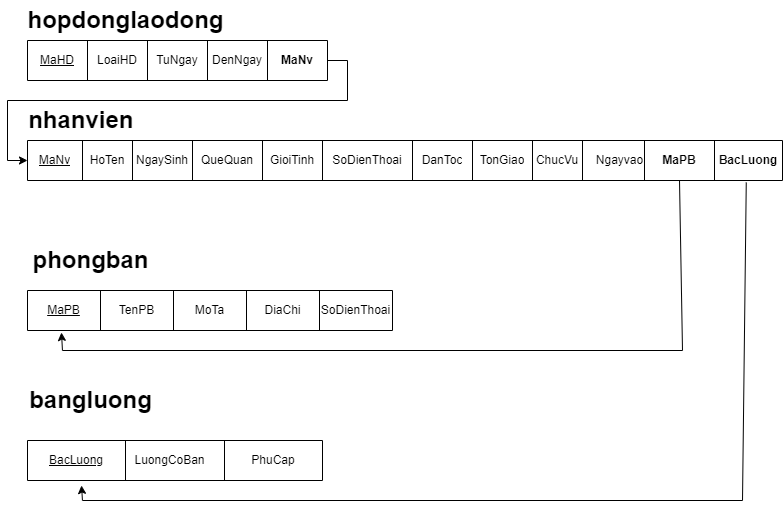 hopdonglaodong
MaHD LoaiHD TuNgay DenNgay MaNv
nhanvien
MaNv HoTen NgaySinh QueQuan GioiTinh SoDienThoai DanToc TonGiao ChucVu Ngayvao MaPB BacLuong
phongban
MaPB TenPB MoTa DiaChi SoDienThoai
bangluong
BacLuong LuongCoBan PhuCap